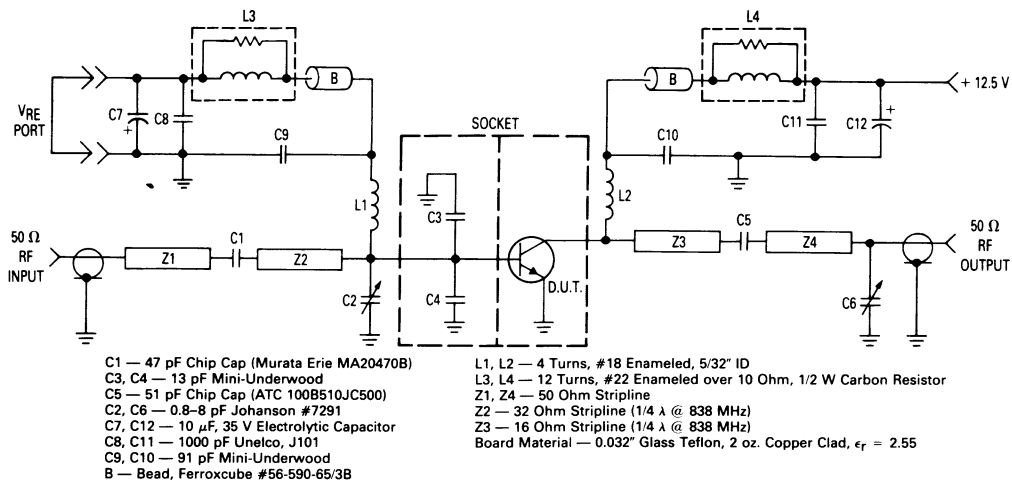 L3
L4
B
B
VRE
PORT
C7
+
C8
+ 12.5 V
+
C11
C12
SOCKET
C9
C10
L1
L2
C3
50 Ω
RF
INPUT
C1
Z1
Z2
C5
Z3
Z4
50 Ω
RF
OUTPUT
C2
C4
D.U.T.
C6
C1 — 47 pF Chip Cap (Murata Erie MA20470B)
C3, C4 — 13 pF Mini-Underwood
C5 — 51 pF Chip Cap (ATC 100B510JC500)
C2, C6 — 0.8–8 pF Johanson #7291
C7, C12 — 10 μF, 35 V Electrolytic Capacitor
C8, C11 — 1000 pF Unelco, J101
C9, C10 — 91 pF Mini-Underwood
B — Bead, Ferroxcube #56-590-65/3B
L1, L2 — 4 Turns, #18 Enameled, 5/32″ ID
L3, L4 — 12 Turns, #22 Enameled over 10 Ohm, 1/2 W Carbon Resistor
Z1, Z4 — 50 Ohm Stripline
Z2 — 32 Ohm Stripline (1/4 λ @ 838 MHz)
Z3 — 16 Ohm Stripline (1/4 λ @ 838 MHz)
Board Material — 0.032″ Glass Teflon, 2 oz. Copper Clad, ϵr = 2.55